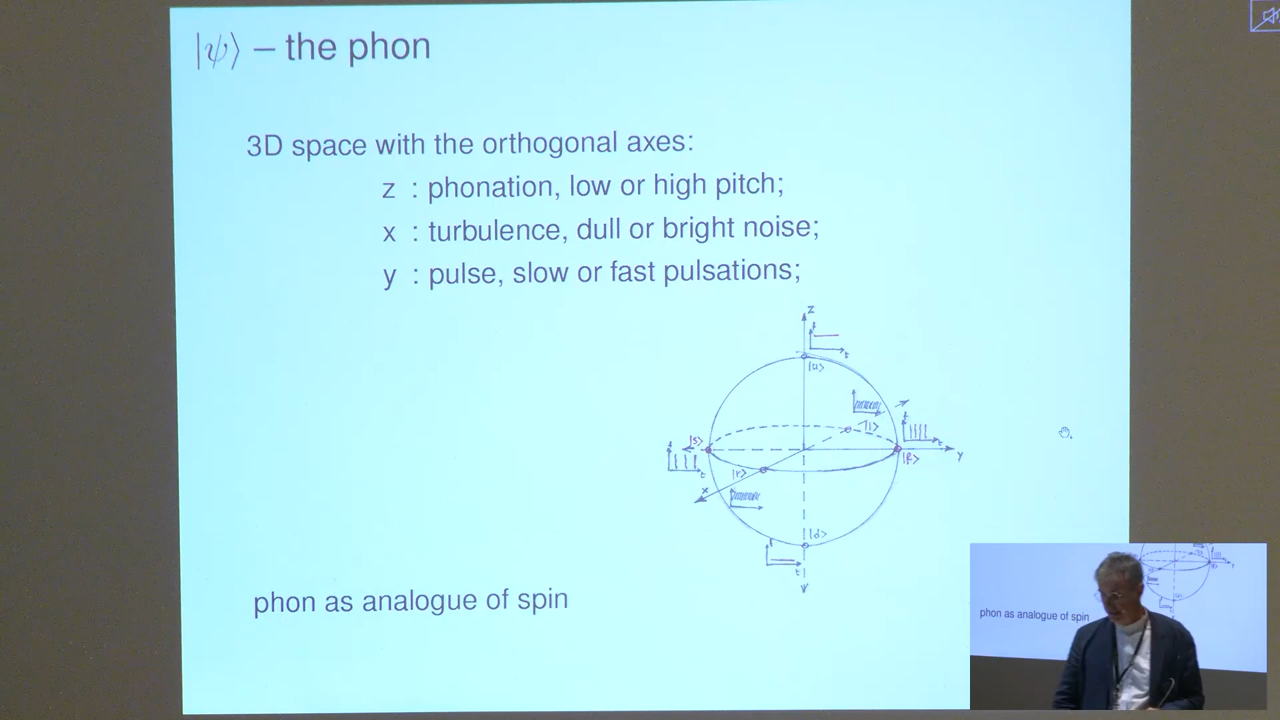 |ψ⟩ – the phon
3D space with the orthogonal axes:
z : phonation, low or high pitch;
x : turbulence, dull or bright noise;
y : pulse, slow or fast pulsations;
z
f
t
|u⟩
|l⟩
f
t
|s⟩
f
t
|r⟩
|f⟩
y
x
|d⟩
f
t
phon as analogue of spin
phon as analogue of spin